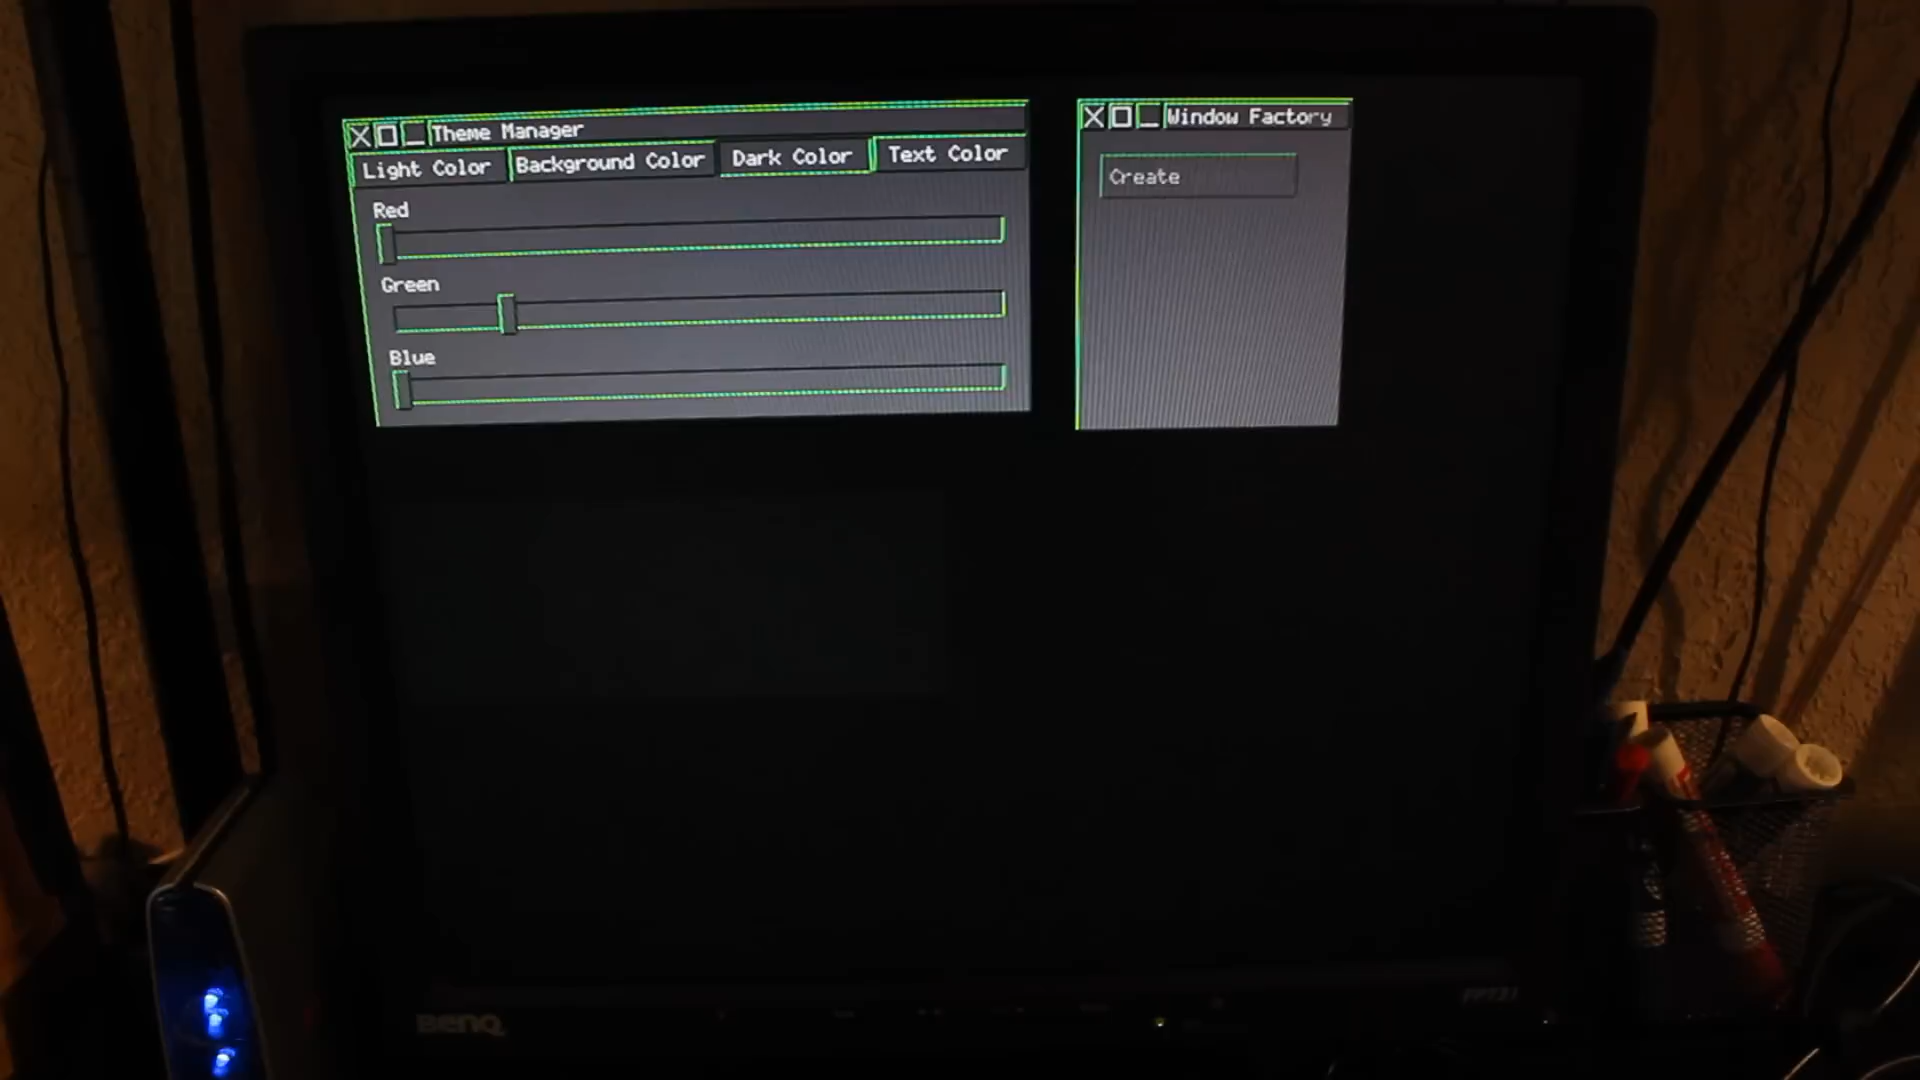 Theme Manager
Light Color
Background Color
Dark Color
Text Color
Red
Green
Blue
Window Factory
Create
BenQ